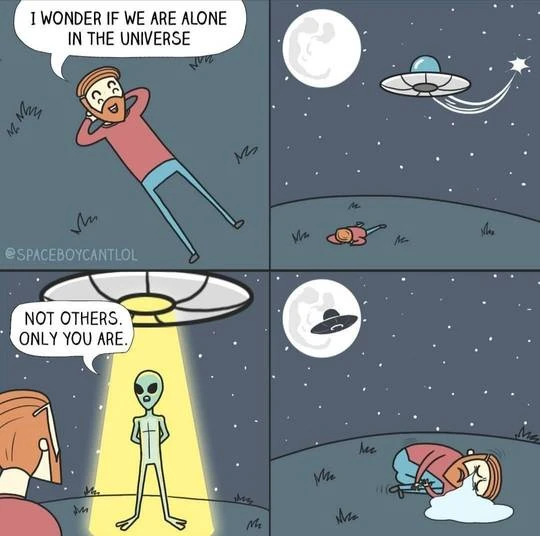 I WONDER IF WE ARE ALONE
IN THE UNIVERSE
@SPACEBOYCANTLOL
NOT OTHERS.
ONLY YOU ARE.